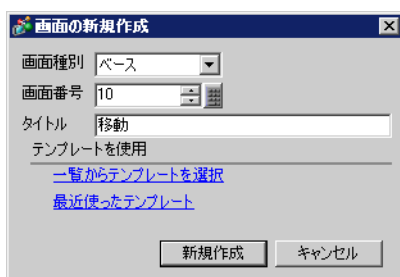 画面の新規作成
画面種別 ベース
画面番号 10
タイトル 移動
テンプレートを使用
一覧からテンプレートを選択
最近使ったテンプレート
新規作成 キャンセル